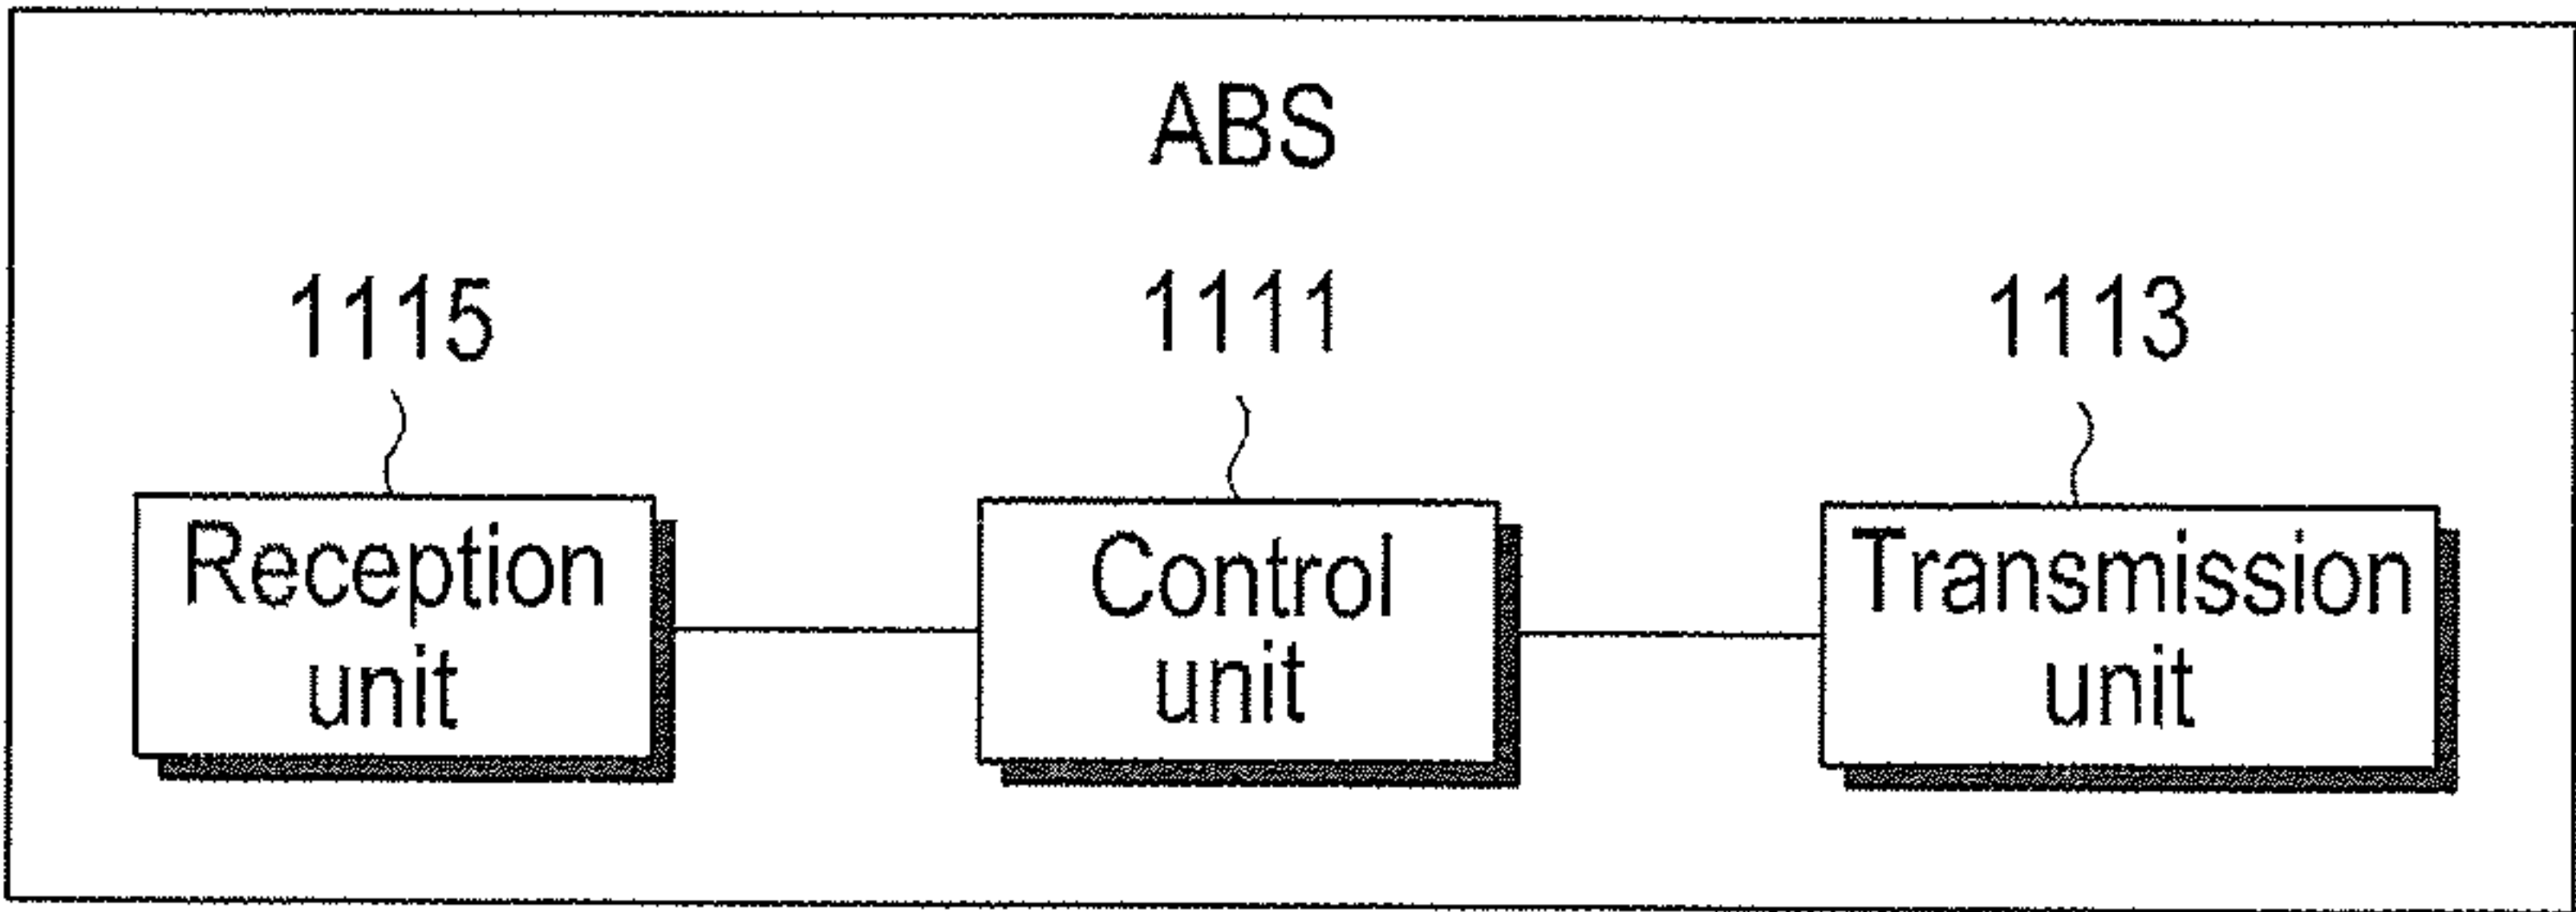 ABS
1115
1111
1113
Reception
unit
Control
unit
Transmission
unit